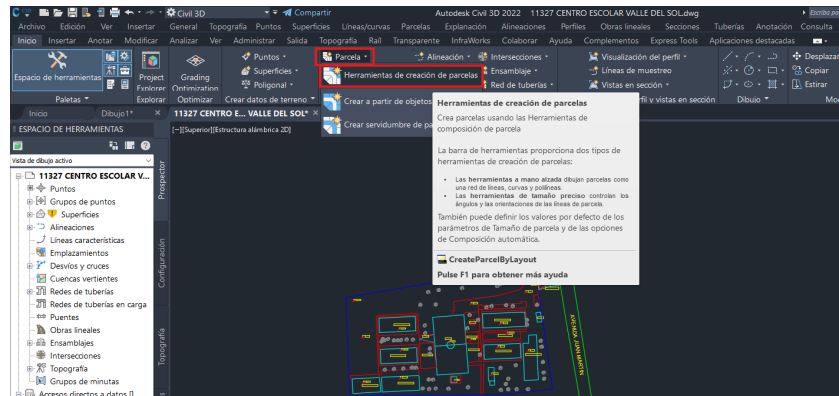 Civil 3D
Compartir
Autodesk Civil 3D 2022 11327 CENTRO ESCOLAR VALLE DEL SOL.dwg
Archivo Edición Ver Insertar General Topografía Puntos Superficies Líneas/curvas Parcelas Explanación Alineaciones Perfiles Obras lineales Secciones Tuberías Anotación Consulta
Inicio Insertar Anotar Modificar Analizar Ver Administrar Salida Topografía Rail Transparente InfraWorks Colaborar Ayuda Complementos Express Tools Aplicaciones destacadas
Puntos Parcela Alineación Intersecciones Visualización del perfil Desplazar
Espacio de herramientas Project Explorer Grading Optimization Superficies Herramientas de creación de parcelas Ensamblaje Líneas de muestreo Copiar
Poligonal Red de tuberías Vistas en sección Estirar
Paletas Explorar Optimizar Crear datos de terreno Crear a partir de objetos fil y vistas en sección Dibujo Mod
Inicio Dibujo1* 11327 CENTRO E... VALLE DEL SOL*
Crear servidumbre de pa
Herramientas de creación de parcelas
Crea parcelas usando las Herramientas de
composición de parcela
La barra de herramientas proporciona dos tipos de
herramientas de creación de parcelas:
Las herramientas a mano alzada dibujan parcelas como
una red de líneas, curvas y polilíneas.
Las herramientas de tamaño preciso controlan los
ángulos y las orientaciones de las líneas de parcela.
También puede definir los valores por defecto de los
parámetros de Tamaño de parcela y de las opciones
de Composición automática.
CreateParcelByLayout
Pulse F1 para obtener más ayuda
ESPACIO DE HERRAMIENTAS
[−][Superior][Estructura alámbrica 2D]
Vista de dibujo activo
11327 CENTRO ESCOLAR V...
Puntos
Grupos de puntos
Superficies
Alineaciones
Líneas características
Emplazamientos
Desvíos y cruces
Cuencas vertientes
Redes de tuberías
Redes de tuberías en carga
Puentes
Obras lineales
Ensamblajes
Intersecciones
Topografía
Grupos de minutas
Accesos directos a datos []
Prospector
Configuración
Topografía
AVENIDA JUAN MARTIN